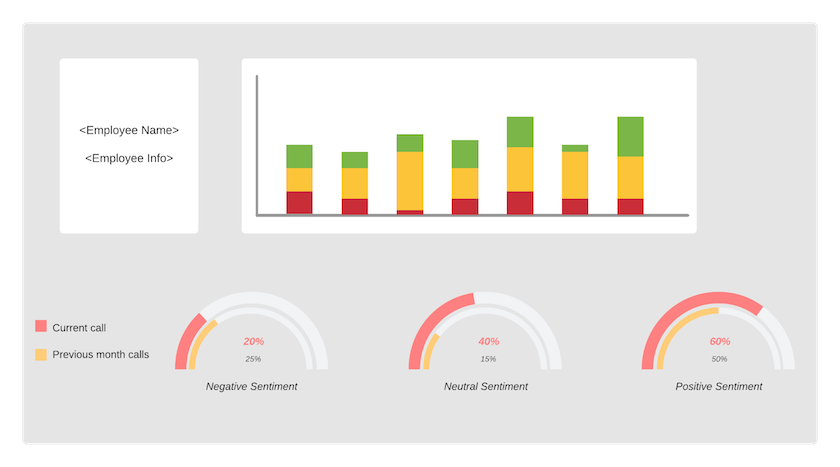 <Employee Name>
<Employee Info>
Current call
Previous month calls
20%
25%
Negative Sentiment
40%
15%
Neutral Sentiment
60%
50%
Positive Sentiment